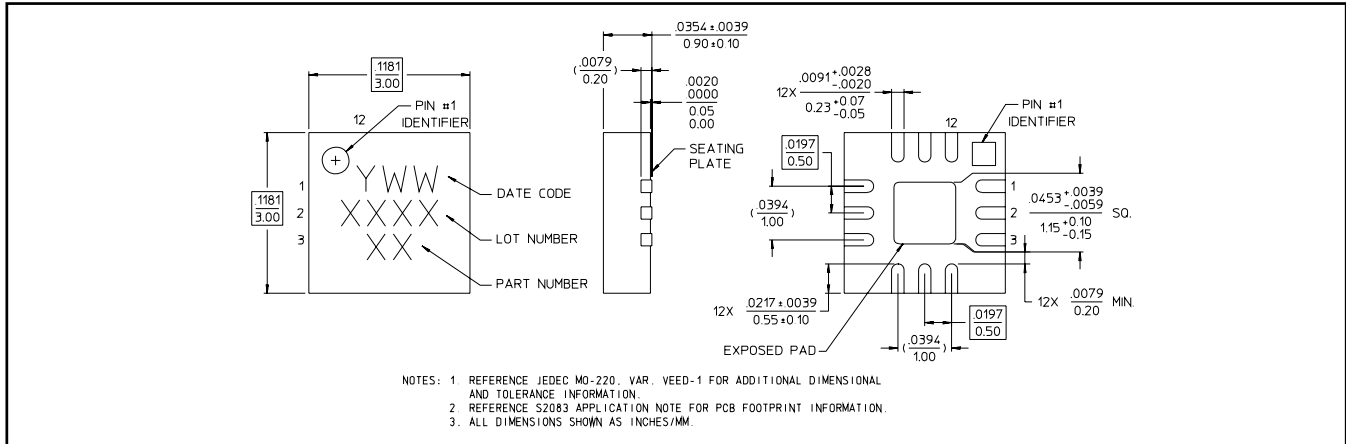 .1181
3.00
PIN #1
IDENTIFIER
12
.1181
3.00
1
2
3
YWW
XXXX
XX
DATE CODE
LOT NUMBER
PART NUMBER
.0354±.0039
0.90±0.10
(.0079
0.20)
.0020
.0000
0.05
0.00
SEATING
PLATE
12X .0091+.0028
-.0020
0.23+0.07
-0.05
12
PIN #1
IDENTIFIER
.0197
0.50
(.0394
1.00)
1
2
3
.0453+.0039
-.0059 SQ.
1.15+0.10
-0.15
12X .0217±.0039
0.55±0.10
12X .0079 MIN.
0.20
.0197
0.50
(.0394
1.00)
EXPOSED PAD
NOTES: 1. REFERENCE JEDEC MO-220, VAR. VEED-1 FOR ADDITIONAL DIMENSIONAL
AND TOLERANCE INFORMATION.
2. REFERENCE S2083 APPLICATION NOTE FOR PCB FOOTPRINT INFORMATION.
3. ALL DIMENSIONS SHOWN AS INCHES/MM.